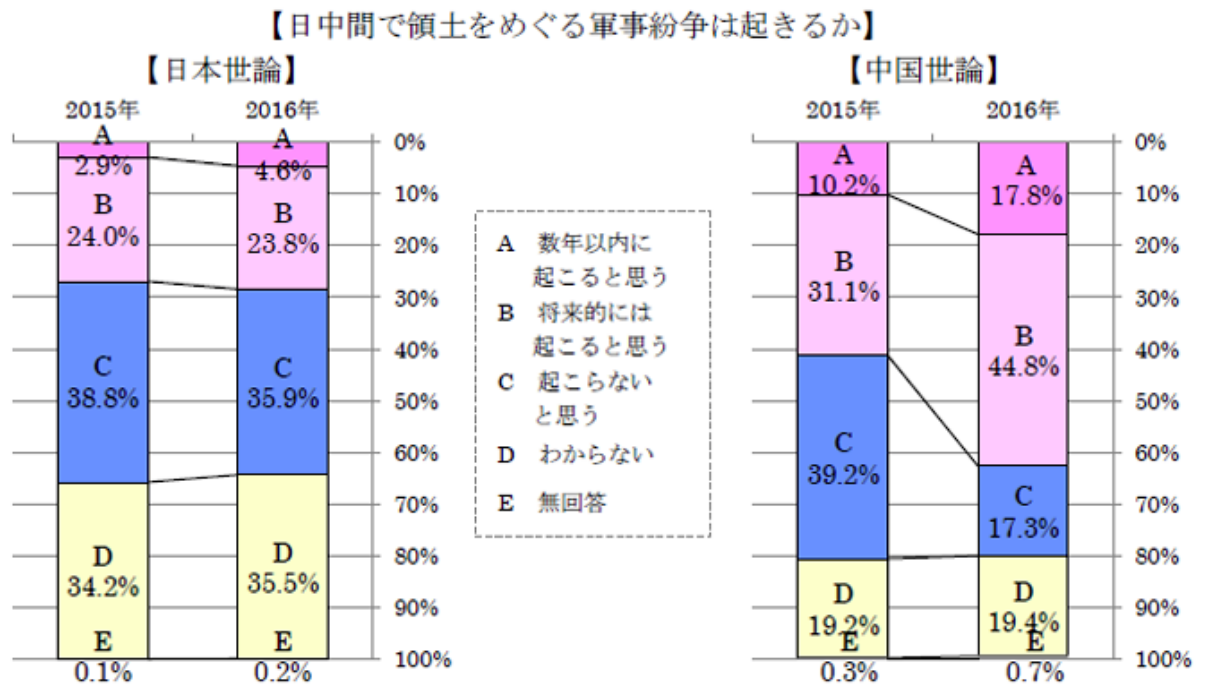 【日中間で領土をめぐる軍事紛争は起きるか】
【日本世論】
2015年
2016年
A
2.9%
B
24.0%
C
38.8%
D
34.2%
E
0.1%
A
4.6%
B
23.8%
C
35.9%
D
35.5%
E
0.2%
0%
10%
20%
30%
40%
50%
60%
70%
80%
90%
100%
A 数年以内に
起こると思う
B 将来的には
起こると思う
C 起こらない
と思う
D わからない
E 無回答
【中国世論】
2015年
2016年
A
10.2%
B
31.1%
C
39.2%
D
19.2%
E
0.3%
A
17.8%
B
44.8%
C
17.3%
D
19.4%
E
0.7%
0%
10%
20%
30%
40%
50%
60%
70%
80%
90%
100%